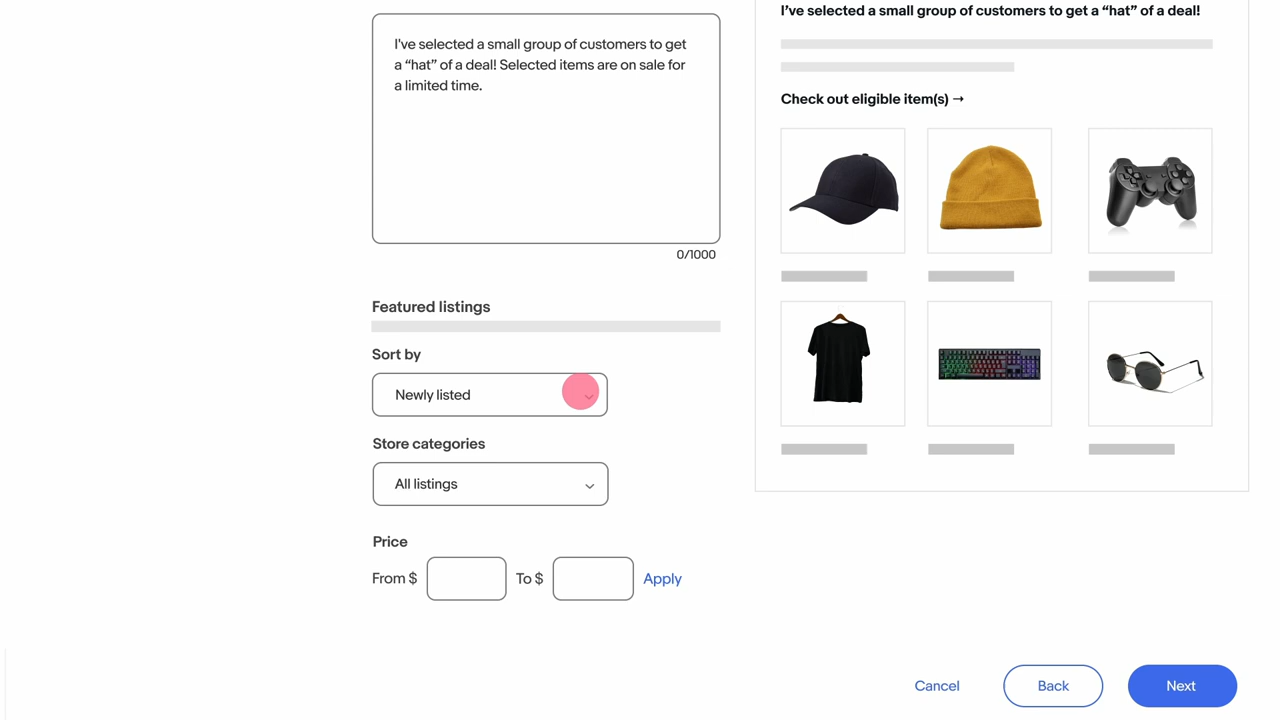 I've selected a small group of customers to get
a “hat” of a deal! Selected items are on sale for
a limited time.
0/1000
Featured listings
Sort by
Newly listed
Store categories
All listings
Price
From $
To $
Apply
I’ve selected a small group of customers to get a “hat” of a deal!
Check out eligible item(s) →
Cancel
Back
Next